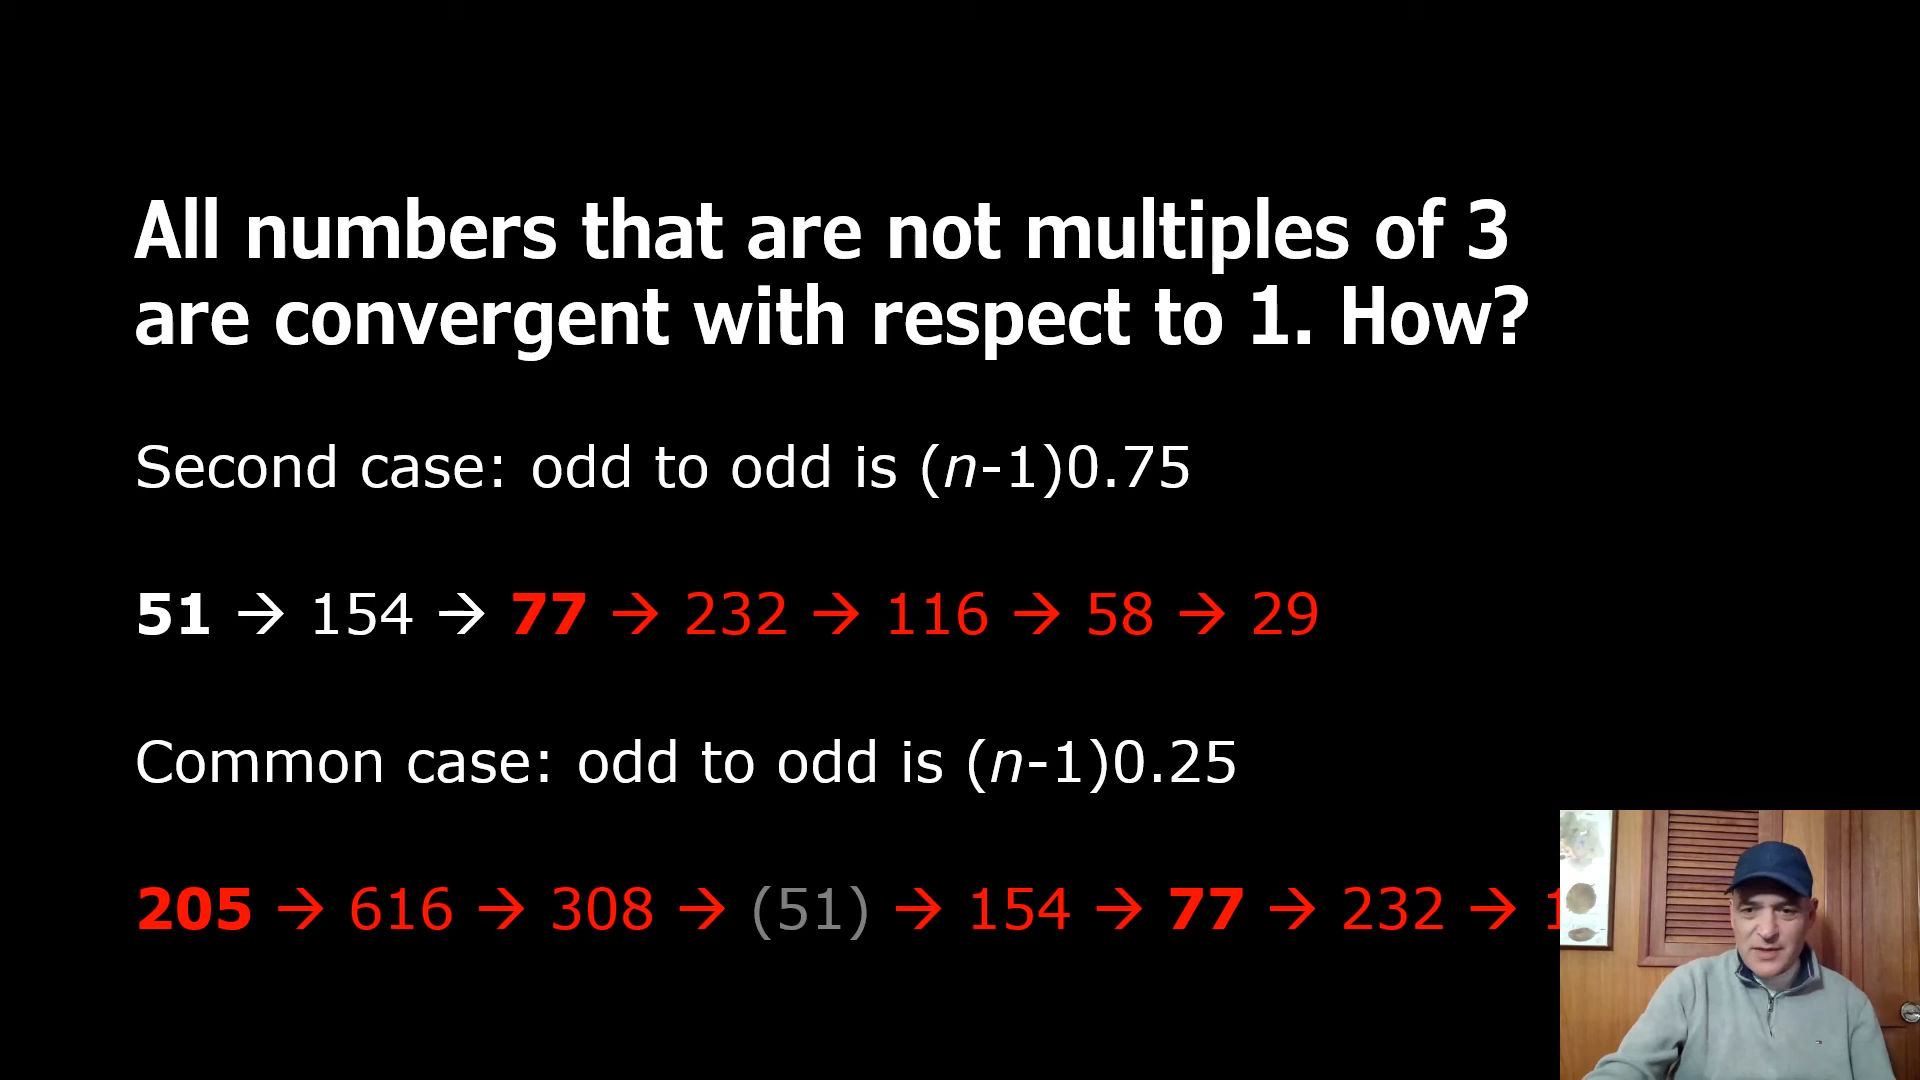 All numbers that are not multiples of 3
are convergent with respect to 1. How?
Second case: odd to odd is (n-1)0.75
51 → 154 → 77 → 232 → 116 → 58 → 29
Common case: odd to odd is (n-1)0.25
205 → 616 → 308 → (51) → 154 → 77 → 232 →